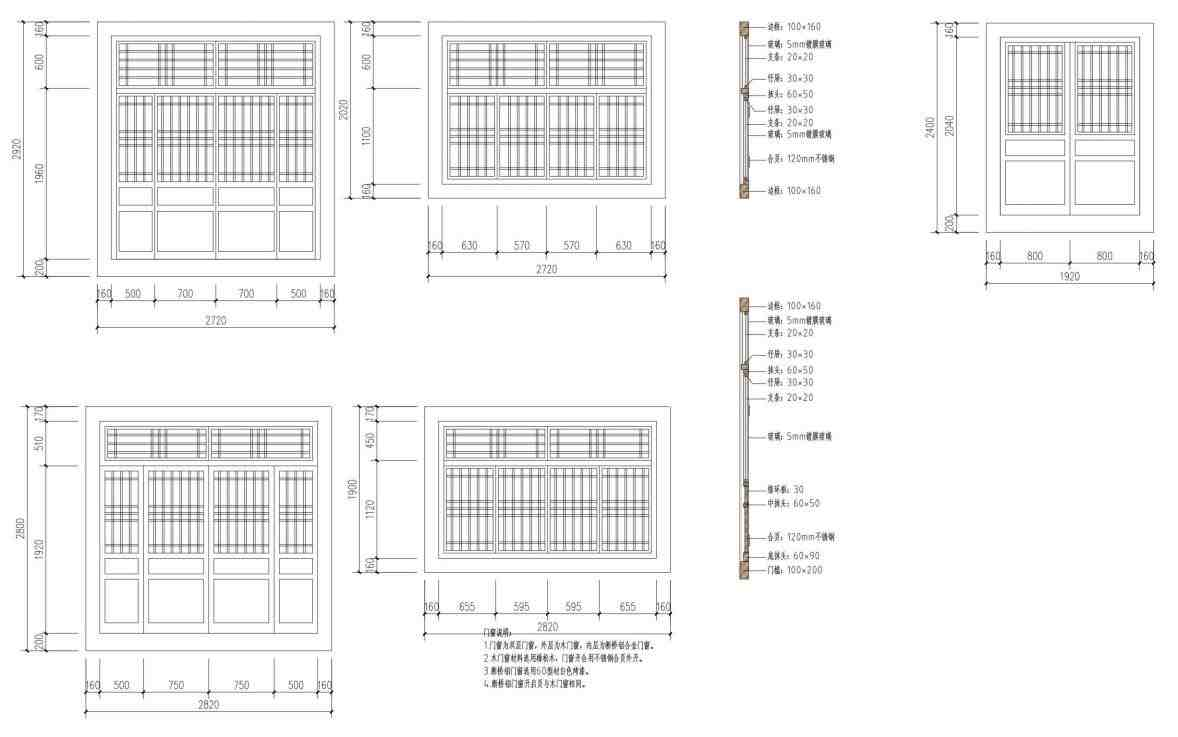 160
600
1960
200
2920
160 500 700 700 500 160
2720
160
600
1100
160
2020
160 630 570 570 630 160
2720
边框：100×160
玻璃：5mm镀膜玻璃
支条：20×20
仔屉：30×30
抹头：60×50
仔屉：30×30
支条：20×20
玻璃：5mm镀膜玻璃
合页：120mm不锈钢
边框：100×160
160
2040
200
2400
160 800 800 160
1920
170
510
1920
200
2800
160 500 750 750 500 160
2820
170
450
1120
160
1900
160 655 595 595 655 160
2820
边框：100×160
玻璃：5mm镀膜玻璃
支条：20×20
仔屉：30×30
抹头：60×50
仔屉：30×30
支条：20×20
玻璃：5mm镀膜玻璃
绦环板：30
中抹头：60×50
合页：120mm不锈钢
底抹头：60×90
门槛：100×200
门窗说明：
1.门窗为双层门窗，外层为木门窗，内层为断桥铝合金门窗。
2.木门窗材料选用樟松木，门窗开合用不锈钢合页外开。
3.断桥铝门窗选用60型材白色烤漆。
4.断桥铝门窗开启页与木门窗相同。